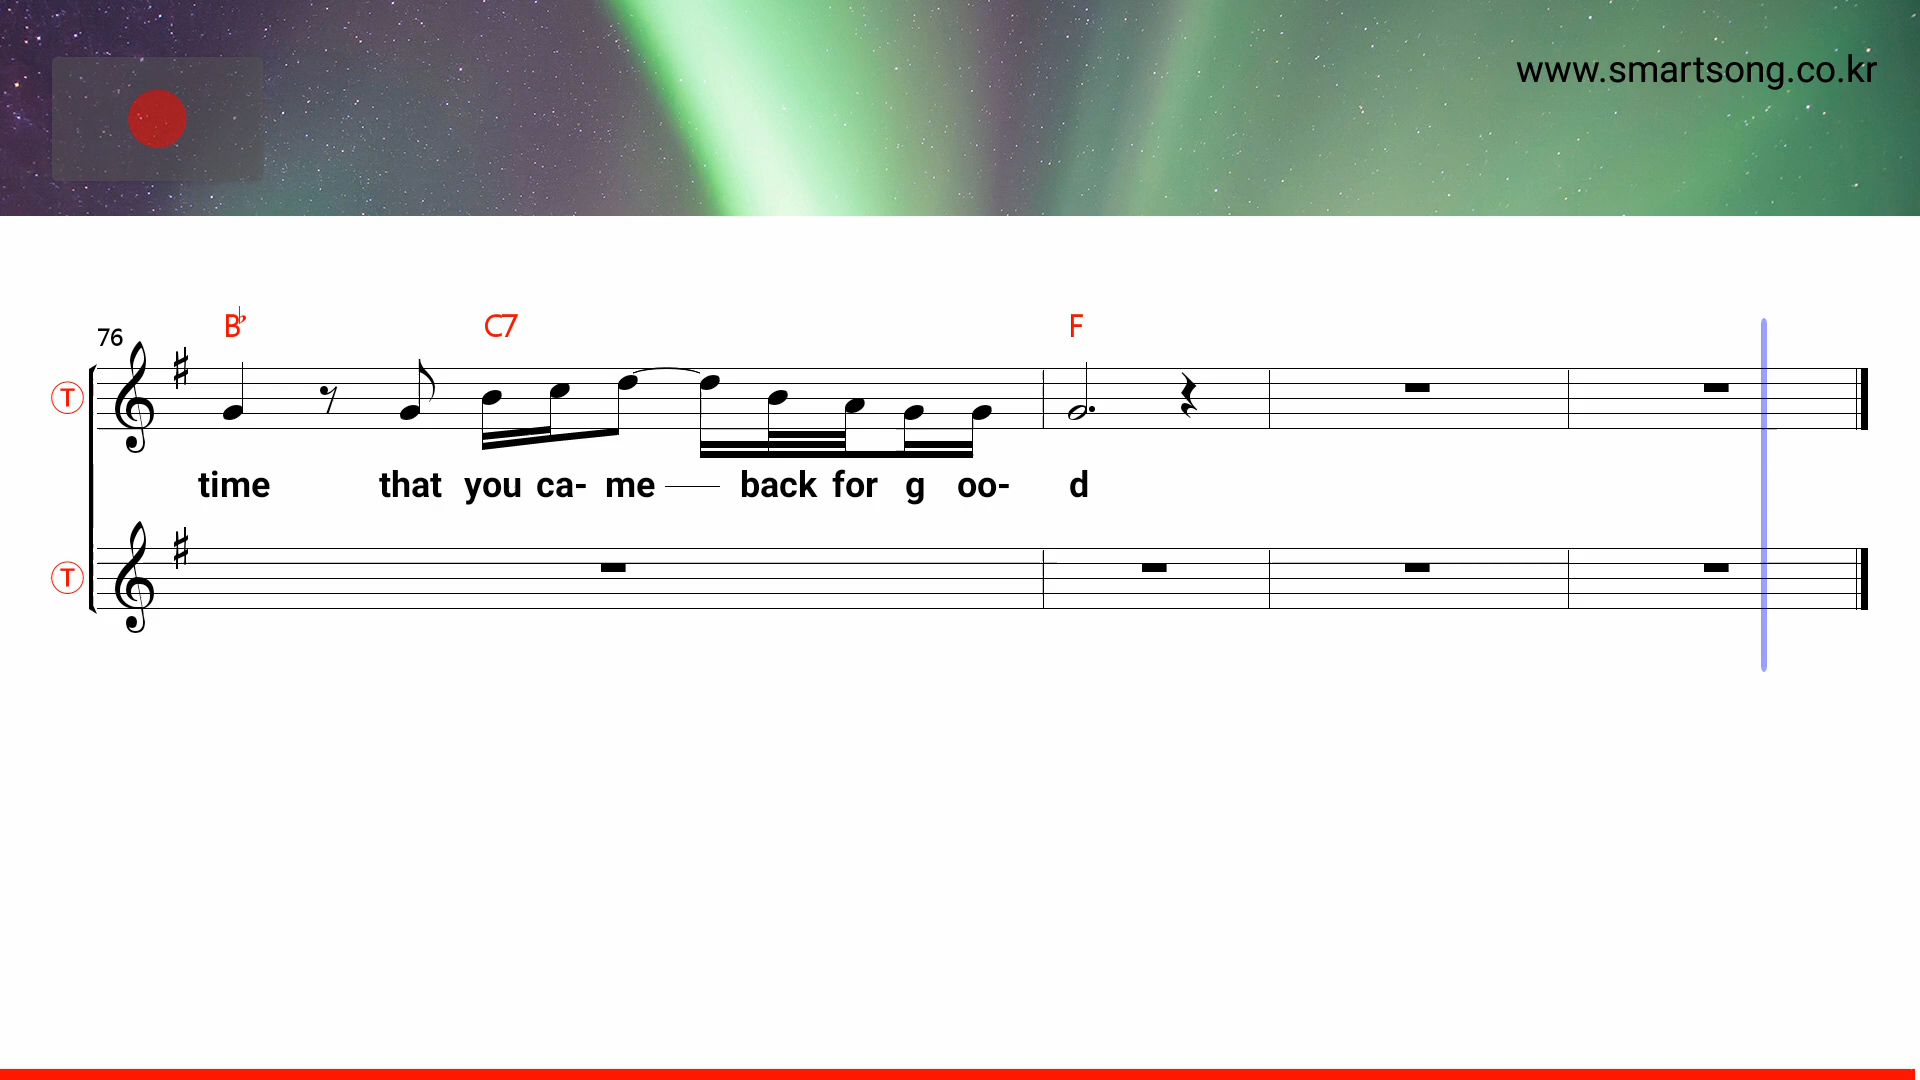 www.smartsong.co.kr
B♭ C7 F
76
T
time that you ca- me back for g oo- d
T